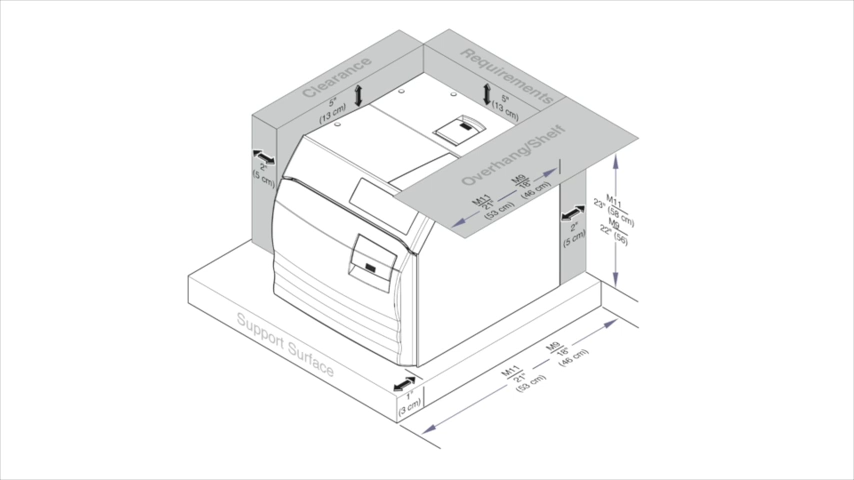 Clearance
Requirements
5"
(13 cm)
5"
(13 cm)
Overhang/Shelf
2"
(5 cm)
M11
21"
(53 cm)
M9
18"
(46 cm)
M11
23" (58 cm)
M9
22" (56)
2"
(5 cm)
Support Surface
M11
21"
(53 cm)
M9
18"
(46 cm)
1"
(3 cm)